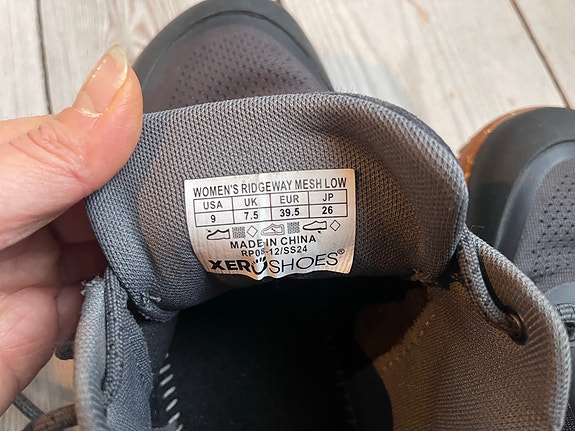 WOMEN'S RIDGEWAY MESH LOW
USA UK EUR JP
9 7.5 39.5 26
MADE IN CHINA
RP05-12/SS24
XEROSHOES®